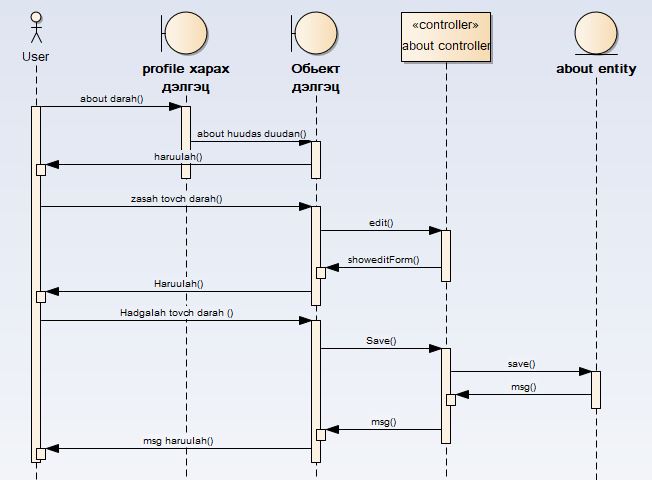 «controller»
about controller
User
profile харах
дэлгэц
Обьект
дэлгэц
about entity
about darah()
about huudas duudan()
haruulah()
zasah tovch darah()
edit()
showeditForm()
Haruulah()
Hadgalah tovch darah ()
Save()
save()
msg()
msg()
msg haruulah()